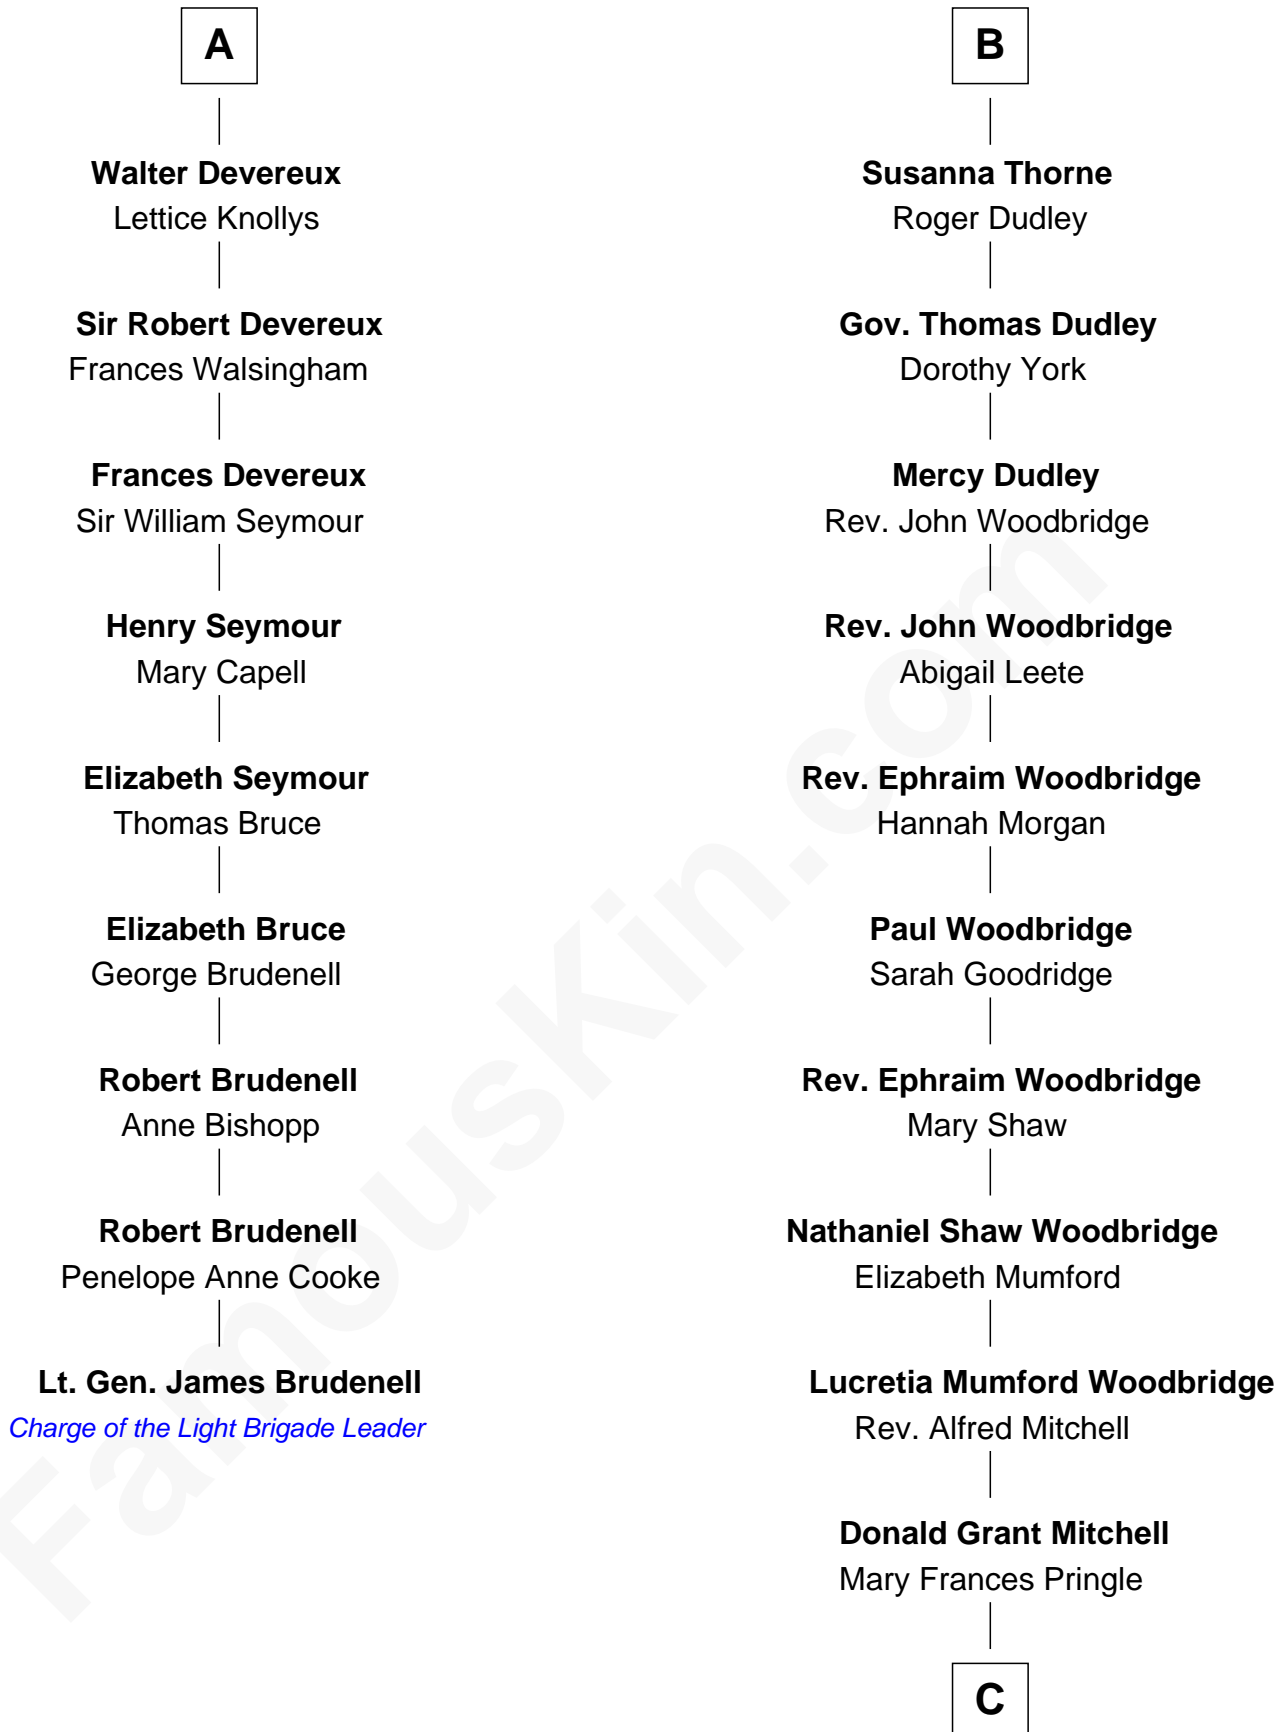 A
Walter Devereux
Lettice Knollys
Sir Robert Devereux
Frances Walsingham
Frances Devereux
Sir William Seymour
Henry Seymour
Mary Capell
Elizabeth Seymour
Thomas Bruce
Elizabeth Bruce
George Brudenell
Robert Brudenell
Anne Bishopp
Robert Brudenell
Penelope Anne Cooke
Lt. Gen. James Brudenell
Charge of the Light Brigade Leader
B
Susanna Thorne
Roger Dudley
Gov. Thomas Dudley
Dorothy York
Mercy Dudley
Rev. John Woodbridge
Rev. John Woodbridge
Abigail Leete
Rev. Ephraim Woodbridge
Hannah Morgan
Paul Woodbridge
Sarah Goodridge
Rev. Ephraim Woodbridge
Mary Shaw
Nathaniel Shaw Woodbridge
Elizabeth Mumford
Lucretia Mumford Woodbridge
Rev. Alfred Mitchell
Donald Grant Mitchell
Mary Frances Pringle
C
FamousKin.com